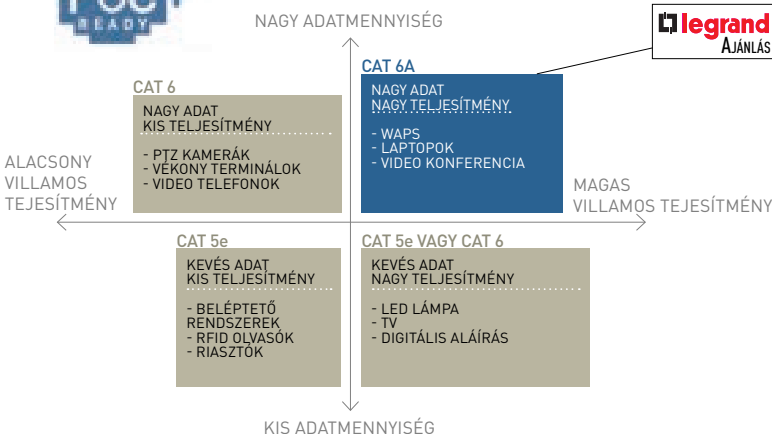 READY
NAGY ADATMENNYISÉG
legrand
AJÁNLÁS
CAT 6
NAGY ADAT
KIS TELJESÍTMÉNY
- PTZ KAMERÁK
- VÉKONY TERMINÁLOK
- VIDEO TELEFONOK
CAT 6A
NAGY ADAT
NAGY TELJESÍTMÉNY
- WAPS
- LAPTOPOK
- VIDEO KONFERENCIA
ALACSONY
VILLAMOS
TEJESÍTMÉNY
MAGAS
VILLAMOS TEJESÍTMÉNY
CAT 5e
KEVÉS ADAT
KIS TELJESÍTMÉNY
- BELÉPTETŐ
RENDSZEREK
- RFID OLVASÓK
- RIASZTÓK
CAT 5e VAGY CAT 6
KEVÉS ADAT
NAGY TELJESÍTMÉNY
- LED LÁMPA
- TV
- DIGITÁLIS ALÁÍRÁS
KIS ADATMENNYISÉG